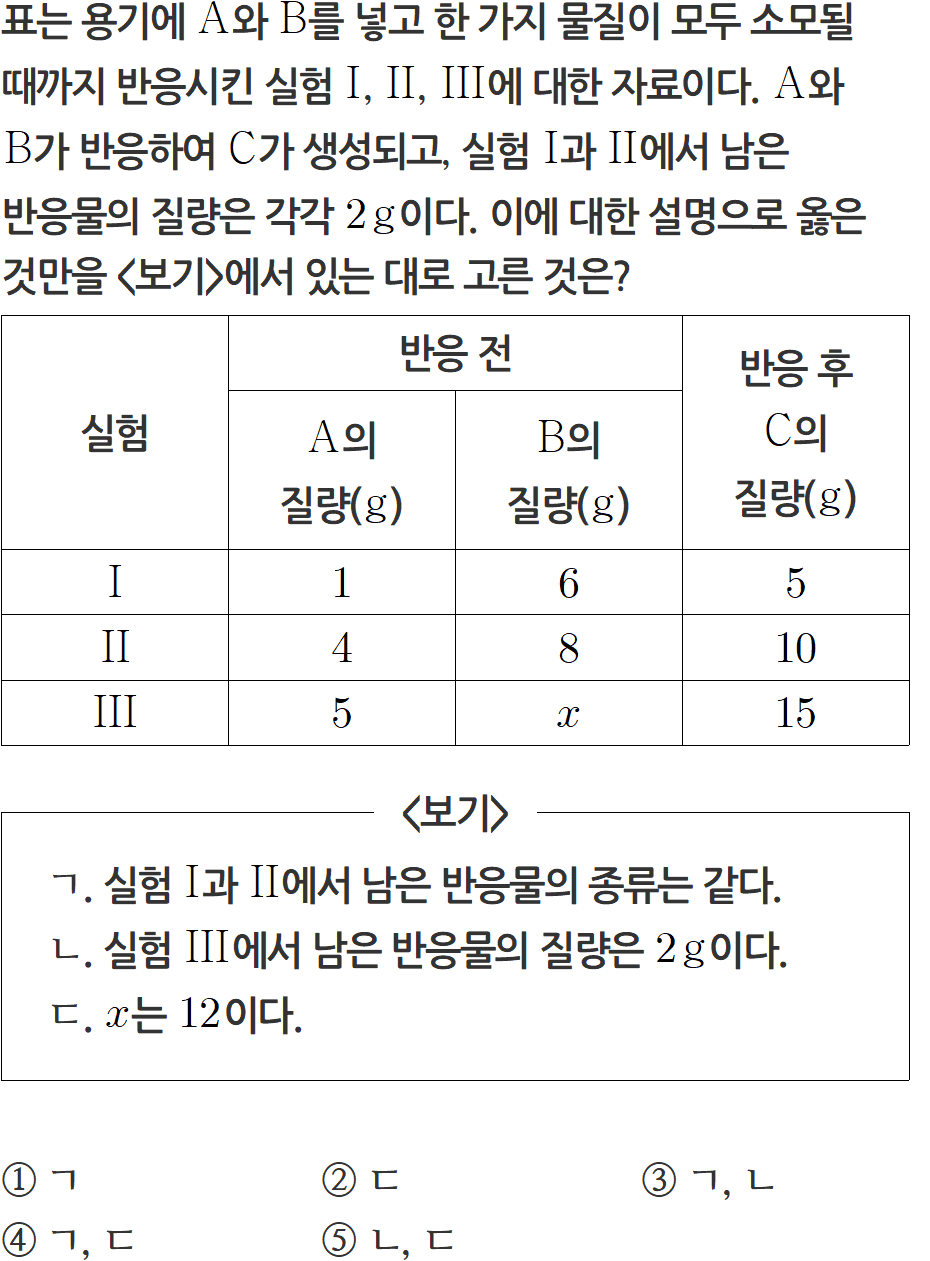 표는 용기에 A와 B를 넣고 한 가지 물질이 모두 소모될
때까지 반응시킨 실험 I, II, III에 대한 자료이다. A와
B가 반응하여 C가 생성되고, 실험 I과 II에서 남은
반응물의 질량은 각각 2 g이다. 이에 대한 설명으로 옳은
것만을 <보기>에서 있는 대로 고른 것은?
실험 반응 전 반응 후 C의 질량(g)
A의 질량(g) B의 질량(g)
I 1 6 5
II 4 8 10
III 5 x 15
<보기>
ㄱ. 실험 I과 II에서 남은 반응물의 종류는 같다.
ㄴ. 실험 III에서 남은 반응물의 질량은 2 g이다.
ㄷ. x는 12이다.
① ㄱ ② ㄷ ③ ㄱ, ㄴ
④ ㄱ, ㄷ ⑤ ㄴ, ㄷ